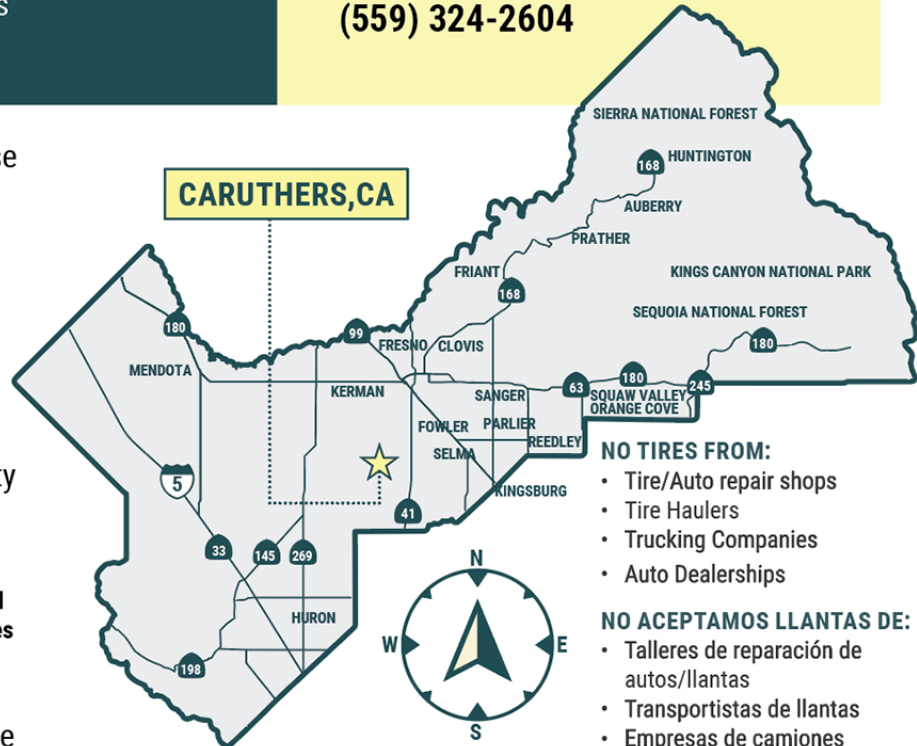 s
(559) 324-2604
se
CARUTHERS,CA
SIERRA NATIONAL FOREST
168
HUNTINGTON
AUBERRY
PRATHER
FRIANT
168
KINGS CANYON NATIONAL PARK
SEQUOIA NATIONAL FOREST
180
180
99
FRESNO
CLOVIS
MENDOTA
KERMAN
SANGER
63
180
245
SQUAW VALLEY
ORANGE COVE
FOWLER
PARLIER
REEDLEY
SELMA
KINGSBURG
ty
5
41
33
145
269
HURON
198
es
e
N
W
E
S
NO TIRES FROM:
• Tire/Auto repair shops
• Tire Haulers
• Trucking Companies
• Auto Dealerships
NO ACEPTAMOS LLANTAS DE:
• Talleres de reparación de
autos/llantas
• Transportistas de llantas
• Empresas de camiones